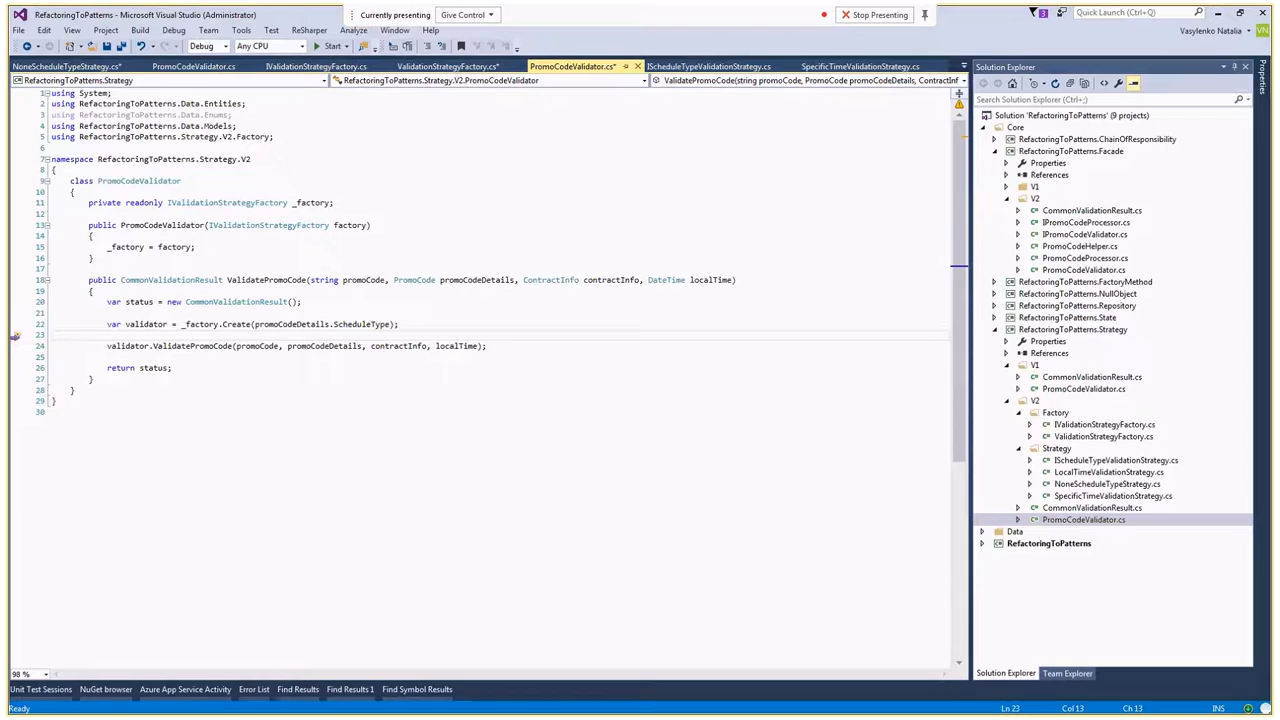 RefactoringToPatterns - Microsoft Visual Studio (Administrator)
Currently presenting
Give Control
Stop Presenting
3
Quick Launch (Ctrl+;)
File Edit View Project Build Debug Team Tools Test ReSharper Analyze Window Help
Vasylenko Natalia VN
Debug Any CPU Start
NoneScheduleTypeStrategy.cs* PromoCodeValidator.cs IValidationStrategyFactory.cs ValidationStrategyFactory.cs* PromoCodeValidator.cs* IScheduleTypeValidationStrategy.cs SpecificTimeValidationStrategy.cs
RefactoringToPatterns.Strategy RefactoringToPatterns.Strategy.V2.PromoCodeValidator ValidatePromoCode(string promoCode, PromoCode promoCodeDetails, ContractInf
1 using System;
2 using RefactoringToPatterns.Data.Entities;
3 using RefactoringToPatterns.Data.Enums;
4 using RefactoringToPatterns.Data.Models;
5 using RefactoringToPatterns.Strategy.V2.Factory;
6
7 namespace RefactoringToPatterns.Strategy.V2
8 {
9 class PromoCodeValidator
10 {
11 private readonly IValidationStrategyFactory _factory;
12
13 public PromoCodeValidator(IValidationStrategyFactory factory)
14 {
15 _factory = factory;
16 }
17
18 public CommonValidationResult ValidatePromoCode(string promoCode, PromoCode promoCodeDetails, ContractInfo contractInfo, DateTime localTime)
19 {
20 var status = new CommonValidationResult();
21
22 var validator = _factory.Create(promoCodeDetails.ScheduleType);
23
24 validator.ValidatePromoCode(promoCode, promoCodeDetails, contractInfo, localTime);
25
26 return status;
27 }
28 }
29 }
30
98 %
Solution Explorer
Search Solution Explorer (Ctrl+;)
Solution 'RefactoringToPatterns' (9 projects)
Core
RefactoringToPatterns.ChainOfResponsibility
RefactoringToPatterns.Facade
Properties
References
V1
V2
CommonValidationResult.cs
IPromoCodeProcessor.cs
IPromoCodeValidator.cs
PromoCodeHelper.cs
PromoCodeProcessor.cs
PromoCodeValidator.cs
RefactoringToPatterns.FactoryMethod
RefactoringToPatterns.NullObject
RefactoringToPatterns.Repository
RefactoringToPatterns.State
RefactoringToPatterns.Strategy
Properties
References
V1
CommonValidationResult.cs
PromoCodeValidator.cs
V2
Factory
IValidationStrategyFactory.cs
ValidationStrategyFactory.cs
Strategy
IScheduleTypeValidationStrategy.cs
LocalTimeValidationStrategy.cs
NoneScheduleTypeStrategy.cs
SpecificTimeValidationStrategy.cs
CommonValidationResult.cs
PromoCodeValidator.cs
Data
RefactoringToPatterns
Solution Explorer Team Explorer
Properties
Unit Test Sessions NuGet browser Azure App Service Activity Error List Find Results Find Results 1 Find Symbol Results
Ready Ln 23 Col 13 Ch 13 INS